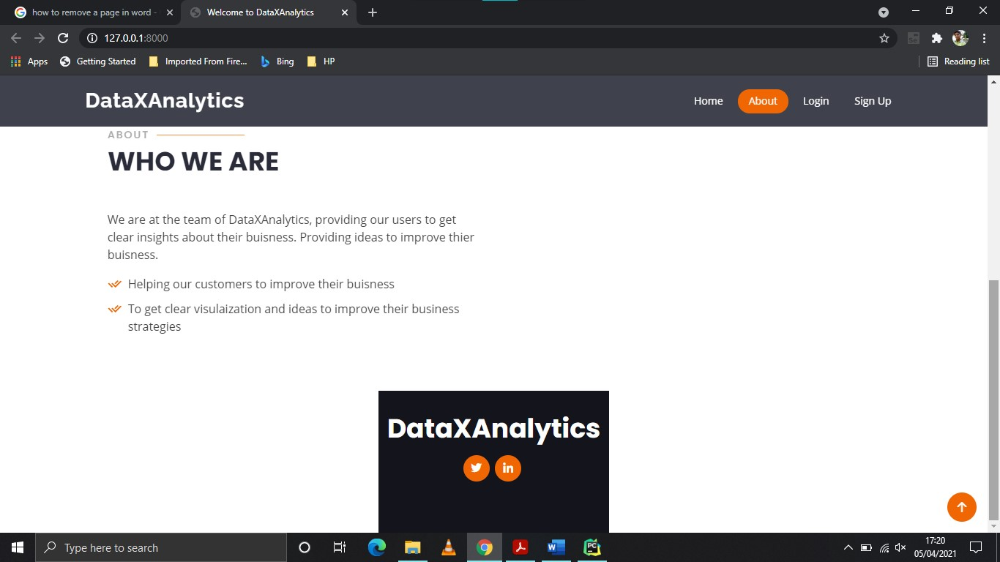 how to remove a page in word -
Welcome to DataXAnalytics
127.0.0.1:8000
Apps
Getting Started
Imported From Fire...
Bing
HP
Reading list
DataXAnalytics
Home
About
Login
Sign Up
ABOUT
WHO WE ARE
We are at the team of DataXAnalytics, providing our users to get
clear insights about their buisness. Providing ideas to improve thier
buisness.
Helping our customers to improve their buisness
To get clear visulaization and ideas to improve their business
strategies
DataXAnalytics
in
Type here to search
W
PC
17:20
05/04/2021